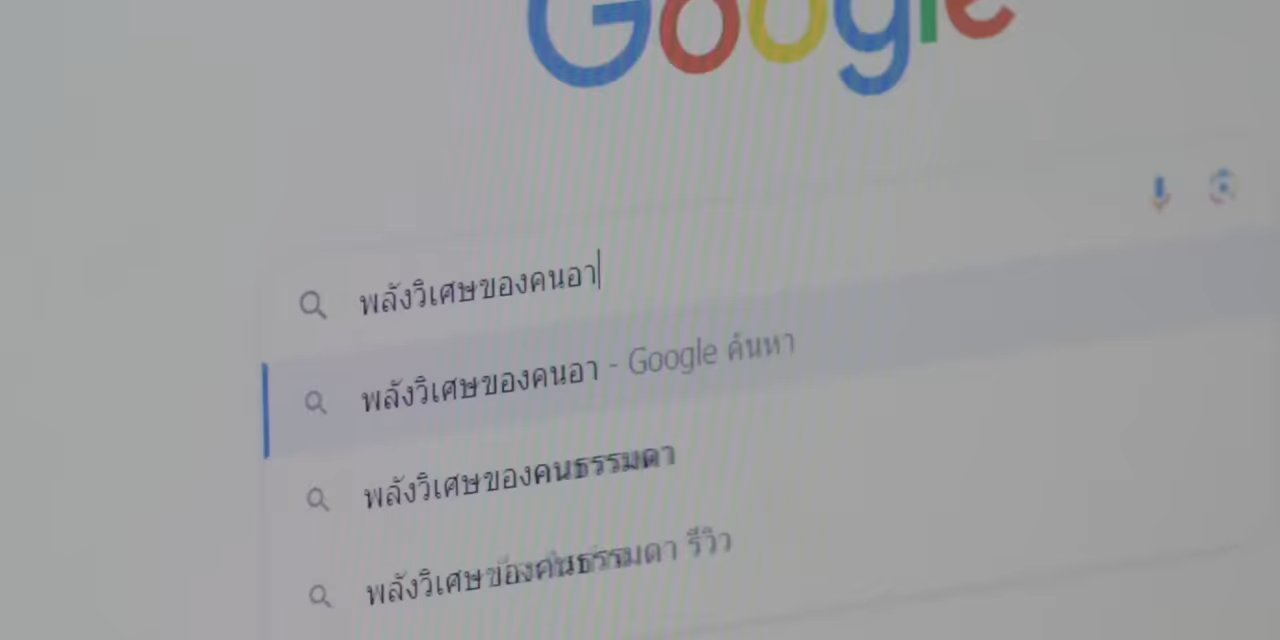 Google
พลังวิเศษของคนอา
พลังวิเศษของคนอา - Google ค้นหา
พลังวิเศษของคนธรรมดา
พลังวิเศษของคนธรรมดา รีวิว